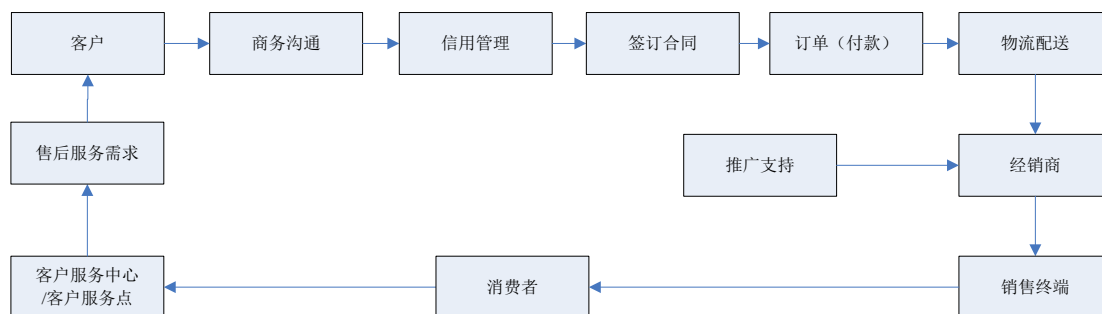 客户
商务沟通
信用管理
签订合同
订单（付款）
物流配送
售后服务需求
推广支持
经销商
客户服务中心
/客户服务点
消费者
销售终端